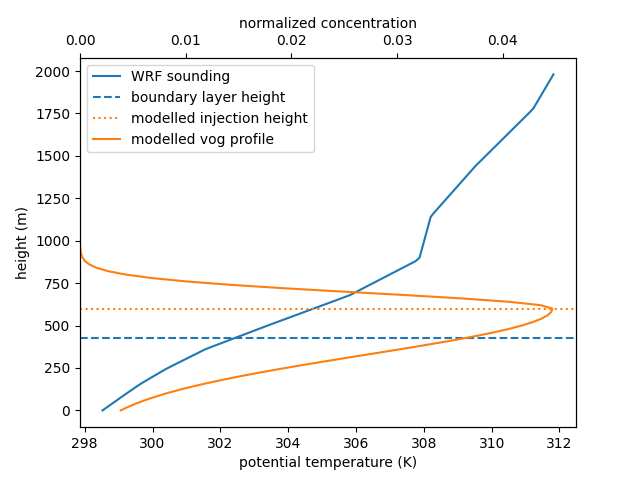 normalized concentration
0.00 0.01 0.02 0.03 0.04
WRF sounding
boundary layer height
modelled injection height
modelled vog profile
height (m)
2000
1750
1500
1250
1000
750
500
250
0
298 300 302 304 306 308 310 312
potential temperature (K)